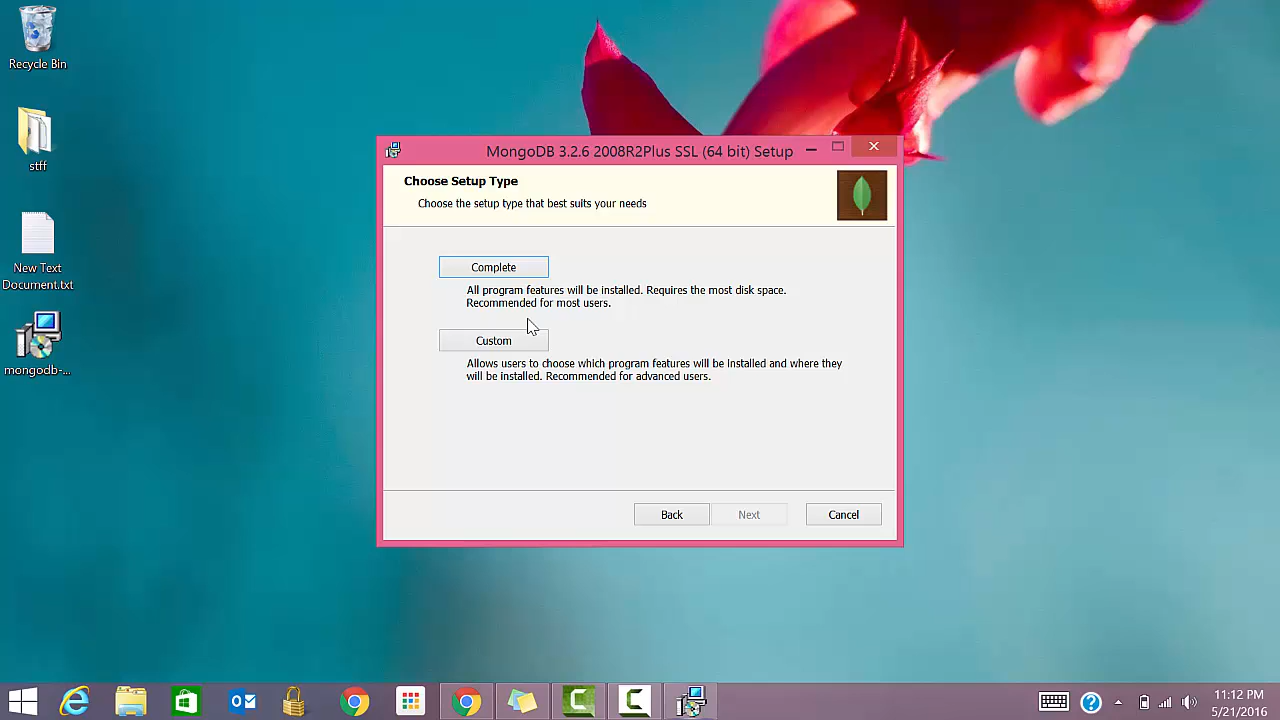 Recycle Bin
stff
New Text
Document.txt
mongodb-...
MongoDB 3.2.6 2008R2Plus SSL (64 bit) Setup
Choose Setup Type
Choose the setup type that best suits your needs
Complete
All program features will be installed. Requires the most disk space.
Recommended for most users.
Custom
Allows users to choose which program features will be installed and where they
will be installed. Recommended for advanced users.
Back
Next
Cancel
11:12 PM
5/21/2016